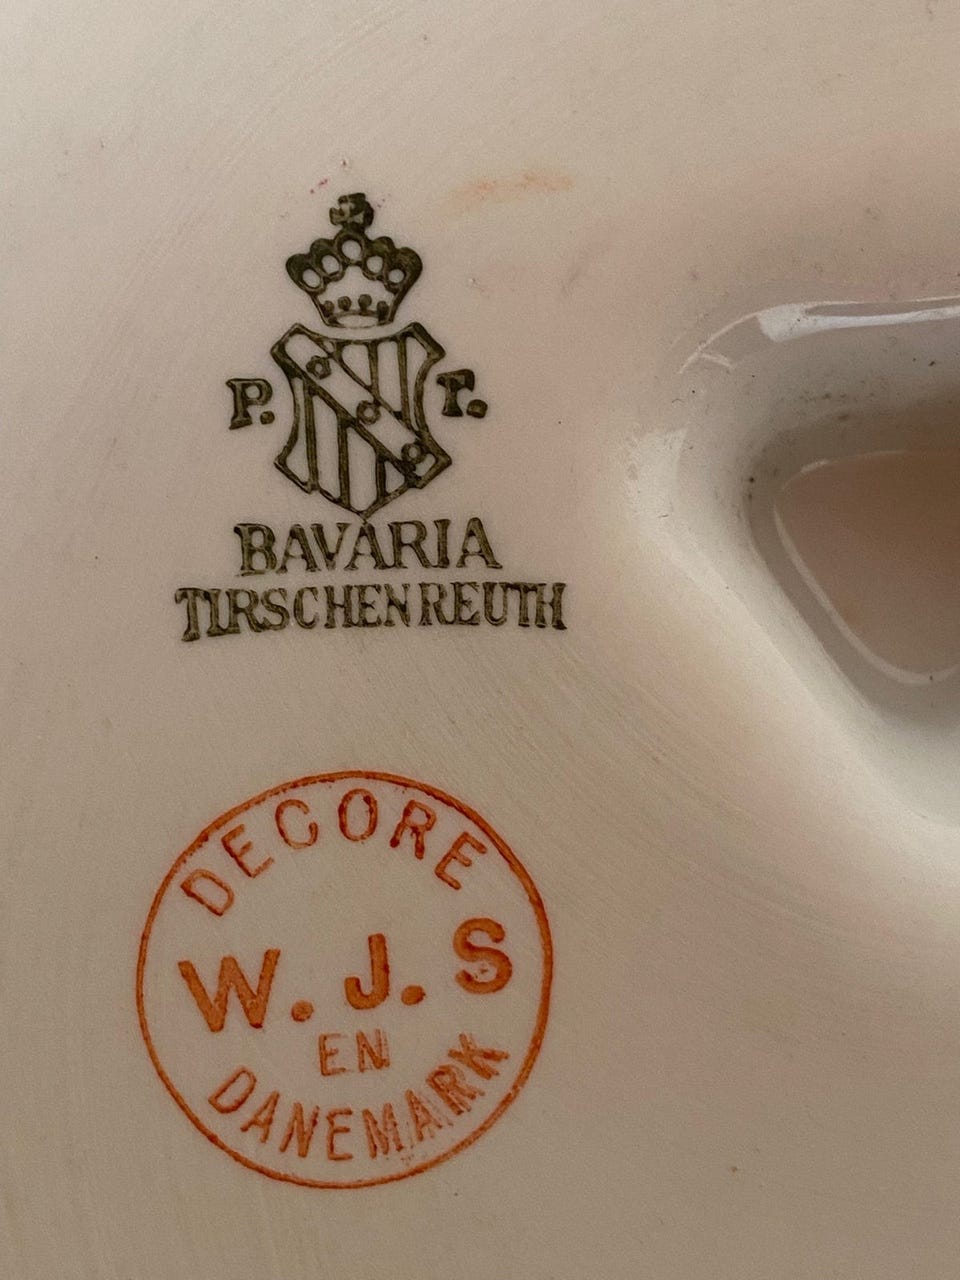 P. T.
BAVARIA
TIRSCHENREUTH
DECORE
W. J. S
EN
DANEMARK